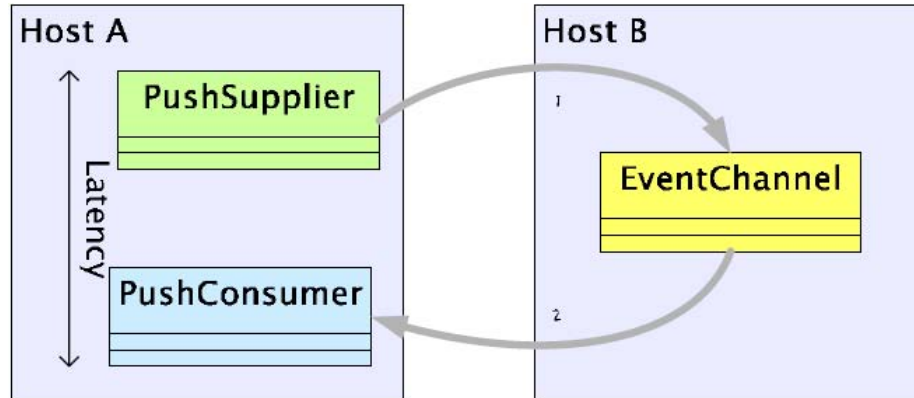 Host A
Host B
PushSupplier
1
EventChannel
Latency
PushConsumer
2